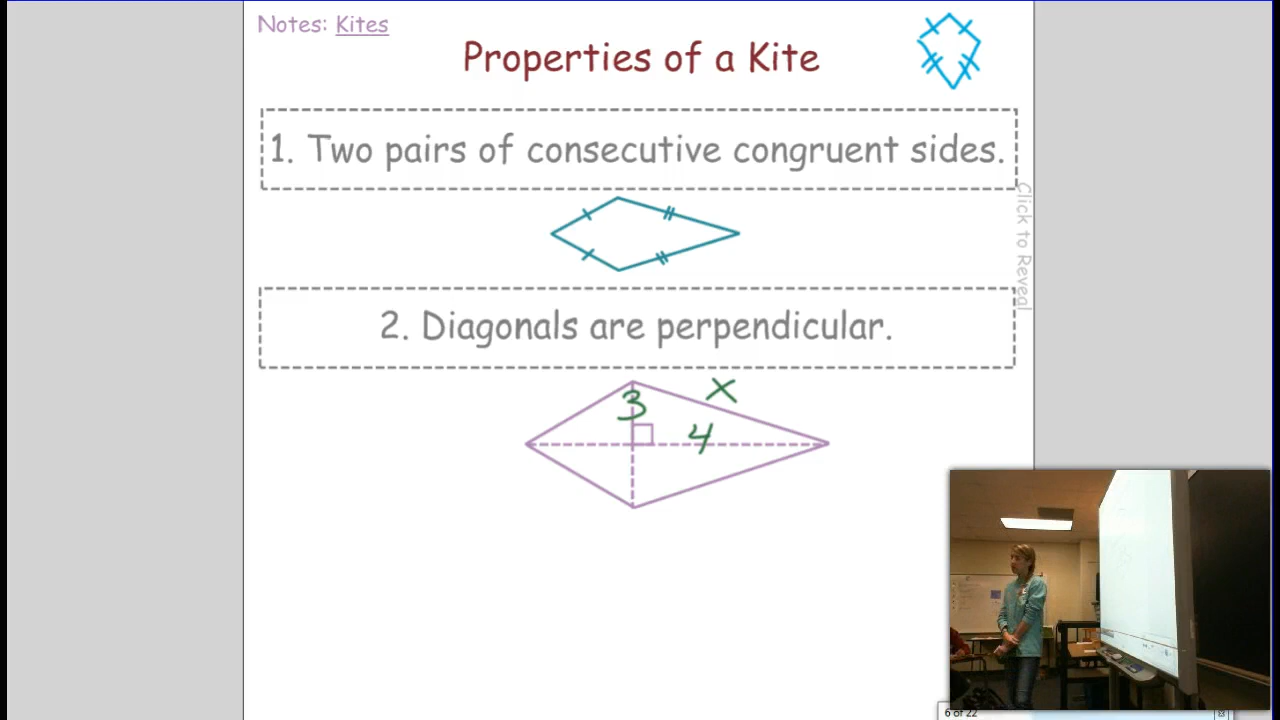 Notes: Kites
Properties of a Kite
1. Two pairs of consecutive congruent sides.
Click to Reveal
2. Diagonals are perpendicular.
x
3
4
6 of 22